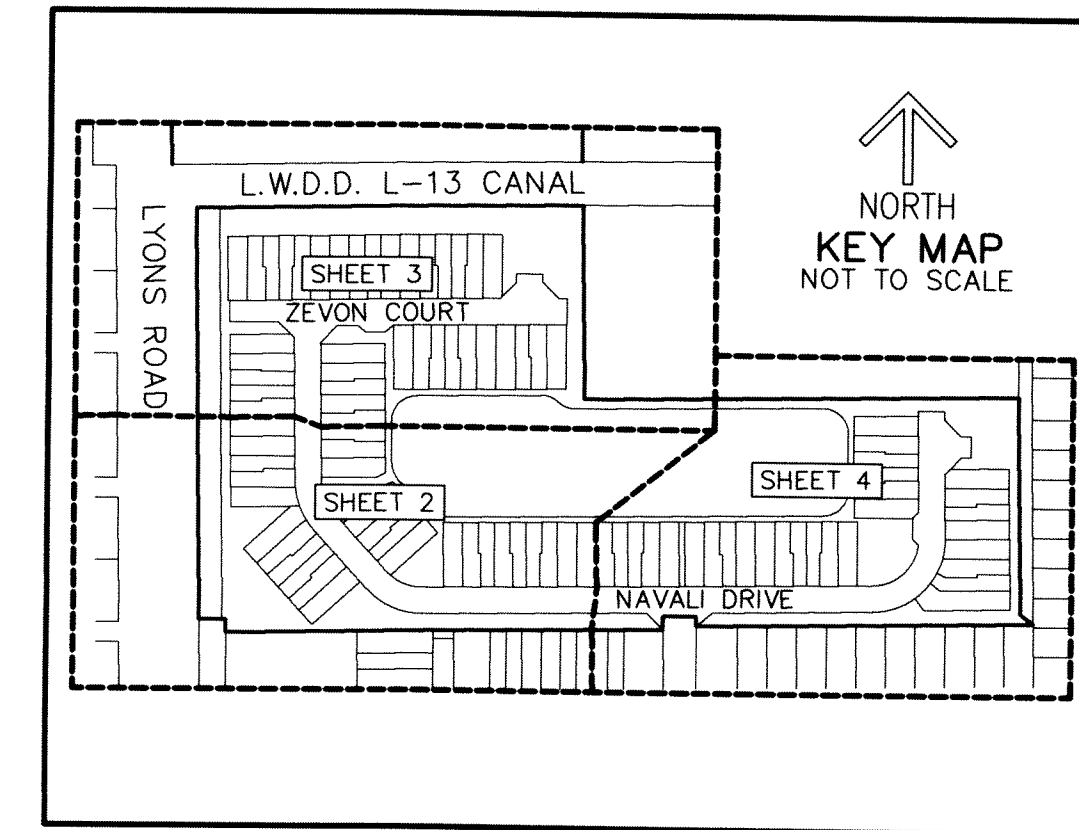 L.W.D.D. L-13 CANAL
LYONS ROAD
NORTH
KEY MAP
NOT TO SCALE
SHEET 3
ZEVON COURT
SHEET 2
SHEET 4
NAVALI DRIVE